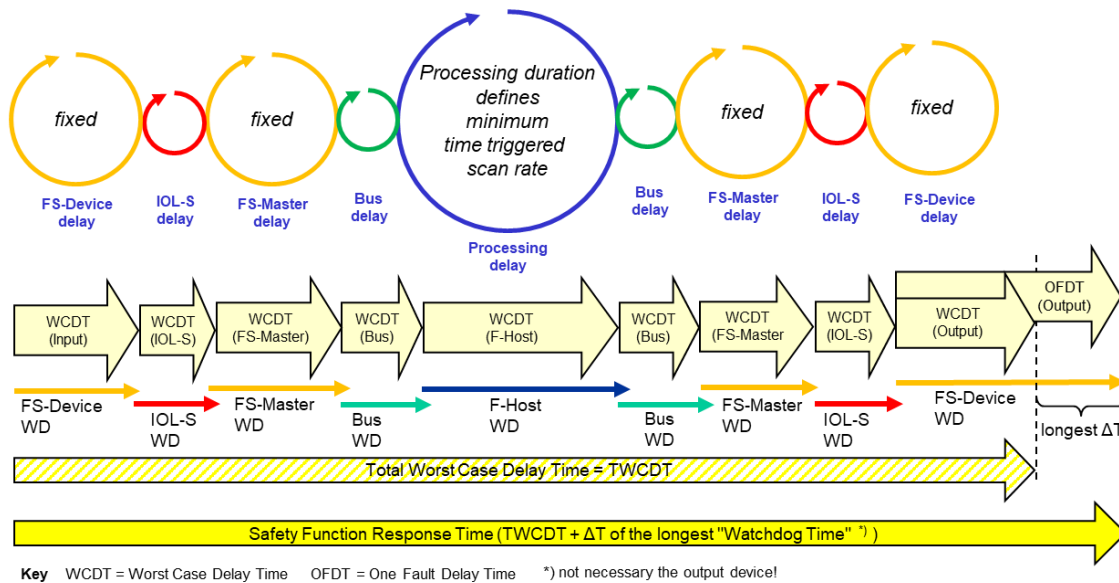 fixed
fixed
Processing duration
defines
minimum
time triggered
scan rate
fixed
fixed
FS-Device
delay
IOL-S
delay
FS-Master
delay
Bus
delay
Processing
delay
Bus
delay
FS-Master
delay
IOL-S
delay
FS-Device
delay
WCDT
(Input)
WCDT
(IOL-S)
WCDT
(FS-Master)
WCDT
(Bus)
WCDT
(F-Host)
WCDT
(Bus)
WCDT
(FS-Master
WCDT
(IOL-S)
WCDT
(Output)
OFDT
(Output)
FS-Device
WD
IOL-S
WD
FS-Master
WD
Bus
WD
F-Host
WD
Bus
WD
FS-Master
WD
IOL-S
WD
FS-Device
WD
longest ΔT
Total Worst Case Delay Time = TWCDT
Safety Function Response Time (TWCDT + ΔT of the longest "Watchdog Time" *) )
Key WCDT = Worst Case Delay Time OFDT = One Fault Delay Time *) not necessary the output device!